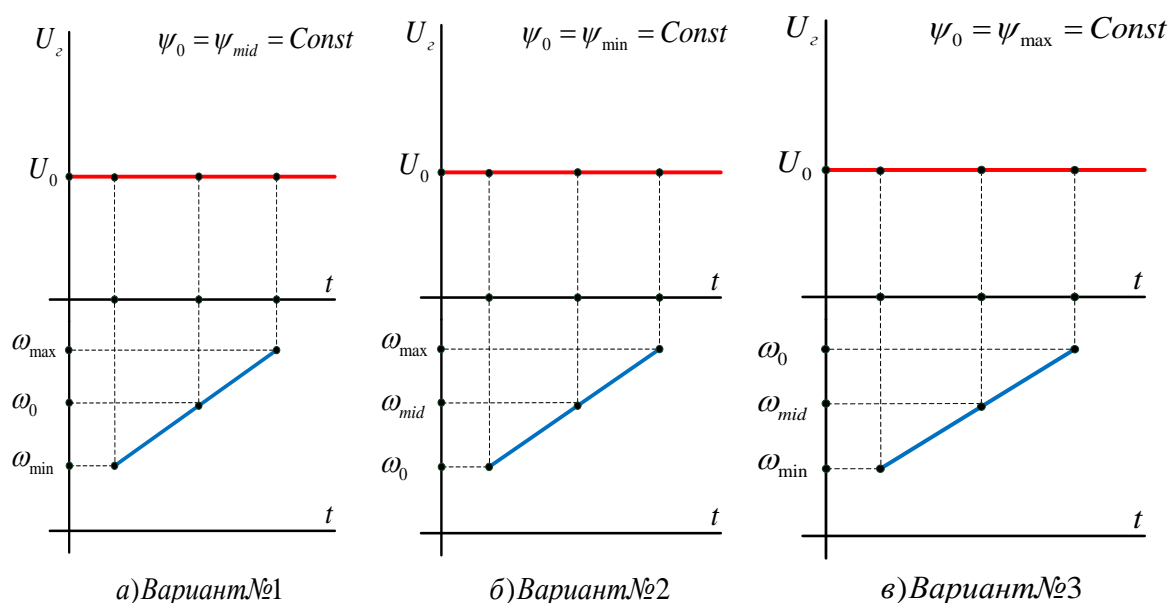 U_г ψ_0 = ψ_mid = Const
U_0
t
ω_max
ω_0
ω_min
t
а)Вариант№1
ψ_0 = ψ_min = Const
U_0
t
ω_max
ω_mid
ω_0
t
б)Вариант№2
U_г ψ_0 = ψ_max = Const
U_0
t
ω_0
ω_mid
ω_min
t
в)Вариант№3